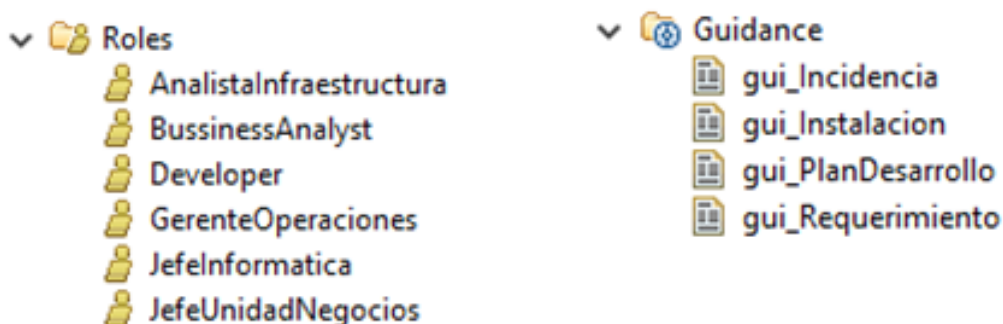 Roles
AnalistaInfraestructura
BussinessAnalyst
Developer
GerenteOperaciones
JefeInformatica
JefeUnidadNegocios
Guidance
gui_Incidencia
gui_Instalacion
gui_PlanDesarrollo
gui_Requerimiento